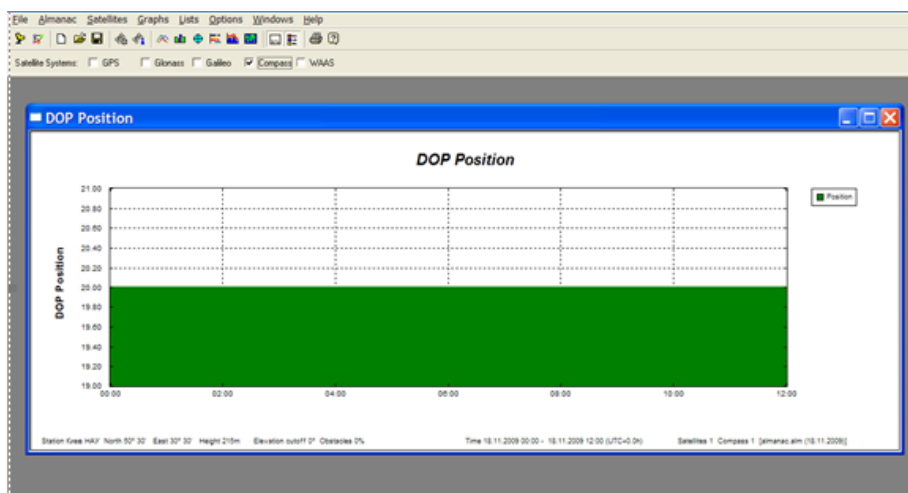 File Almanac Satellites Graphs Lists Options Windows Help
Satellite Systems: GPS Glonass Galileo Compass WAAS
DOP Position
DOP Position
21.00
20.80
20.60
20.40
20.20
20.00
19.80
19.60
19.40
19.20
19.00
DOP Position
Position
00:00 02:00 04:00 06:00 08:00 10:00 12:00
North 50° 30' East 30° 30' Height 215m Elevation cutoff 0° Obstacles 0% Time 18.11.2009 00:00 - 18.11.2009 12:00 (UTC+0.0h) Satellites 1 Compass 1 [almanac.alm (18.11.2009)]